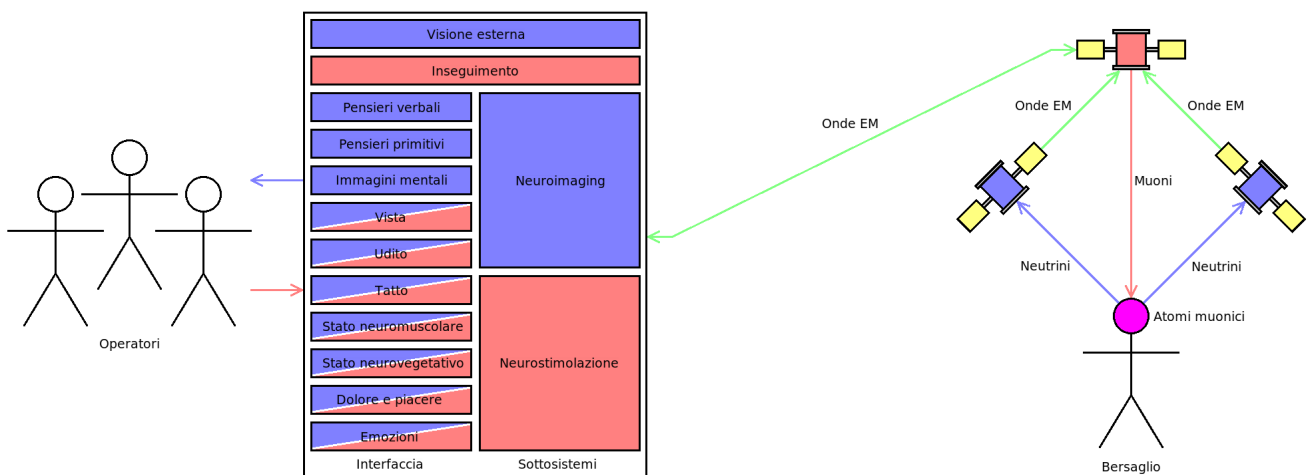 Visione esterna
Inseguimento
Pensieri verbali
Pensieri primitivi
Immagini mentali
Vista
Udito
Tatto
Stato neuromuscolare
Stato neurovegetativo
Dolore e piacere
Emozioni
Interfaccia
Neuroimaging
Neurostimolazione
Sottosistemi
Operatori
Onde EM
Onde EM
Onde EM
Muoni
Neutrini
Neutrini
Atomi muonici
Bersaglio